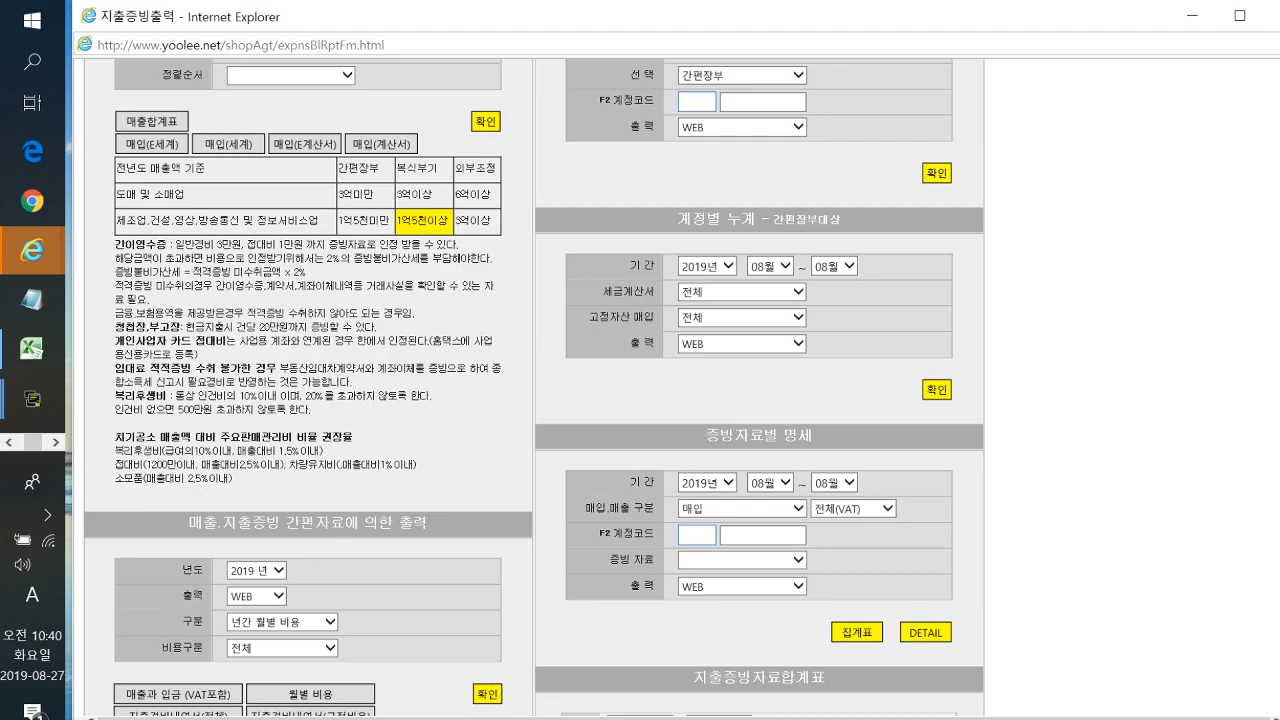 지출증빙출력 - Internet Explorer
http://www.yoolee.net/shopAgt/expnsBlRptFm.html
정렬순서
매출합계표
확인
매입(E세계)
매입(세계)
매입(E계산서)
매입(계산서)
전년도 매출액 기준 간편장부 복식부기 외부조정
도매 및 소매업 3억미만 3억이상 6억이상
제조업,건설,영상,방송통신 및 정보서비스업 1억5천미만 1억5천이상 3억이상
간이영수증 : 일반경비 3만원, 접대비 1만원 까지 증빙자료로 인정 받을 수 있다.
해당금액이 초과하면 비용으로 인정받기위해서는 2%의 증빙불비가산세를 부담해야한다.
증빙불비가산세 = 적격증빙 미수취금액 x 2%
적격증빙 미수취의경우 간이영수증,계약서,계좌이체내역등 거래사실을 확인할 수 있는 자
료 필요.
금융,보험용역을 제공받은경우 적격증빙 수취하지 않아도 되는 경우임.
청첩장,부고장: 현금지출시 건당 20만원까지 증빙할 수 있다.
개인사업자 카드 접대비는 사업용 계좌와 연계된 경우 한에서 인정된다.(홈택스에 사업
용신용카드로 등록)
임대료 적적증빙 수취 불가한 경우 부동산임대차계약서와 계좌이체를 증빙으로 하여 종
합소득세 신고시 필요경비로 반영하는 것은 가능합니다.
복리후생비 : 통상 인건비의 10%이내 이며, 20%를 초과하지 않토록 한다.
인건비 없으면 500만원 초과하지 않토록 한다.
치기공소 매출액 대비 주요판매관리비 비율 권장율
복리후생비(급여의10%이내, 매출대비 1.5%이내)
접대비(1200만이내, 매출대비2.5%이내), 차량유지비(.매출대비1%이내)
소모품(매출대비 2.5%이내)
매출.지출증빙 간편자료에 의한 출력
년도 2019 년
출력 WEB
구분 년간 월별 비용
비용구분 전체
매출과 입금 (VAT포함)
월별 비용
확인
지출경비내역서(전체)
지출경비내역서(고정비용)
선 택 간편장부
F2 계정코드
출 력 WEB
확인
계정별 누계 - 간편장부대상
기 간 2019년 08월 ~ 08월
세금계산서 전체
고정자산 매입 전체
출 력 WEB
확인
증빙자료별 명세
기 간 2019년 08월 ~ 08월
매입.매출 구분 매입 전체(VAT)
F2 계정코드
증빙 자료
출 력 WEB
집계표
DETAIL
지출증빙자료합계표
A
오전 10:40
화요일
2019-08-27